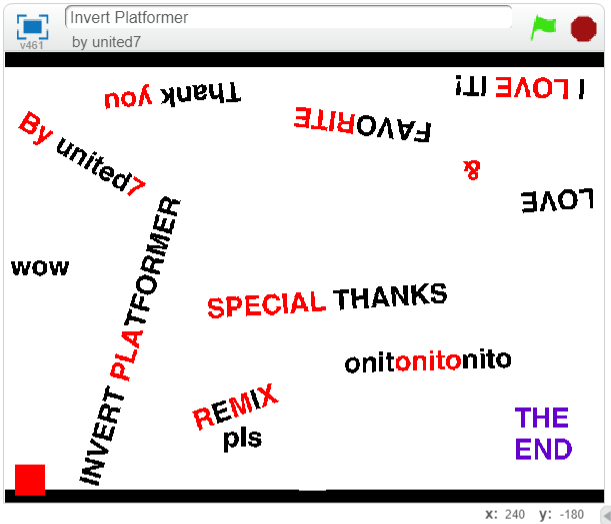 Invert Platformer
v461
by united7
Thank you
I LOVE IT!
By united7
FAVORITE
&
LOVE
wow
INVERT PLATFORMER
SPECIAL THANKS
onitonitonito
REMIX
pls
THE
END
x: 240 y: -180